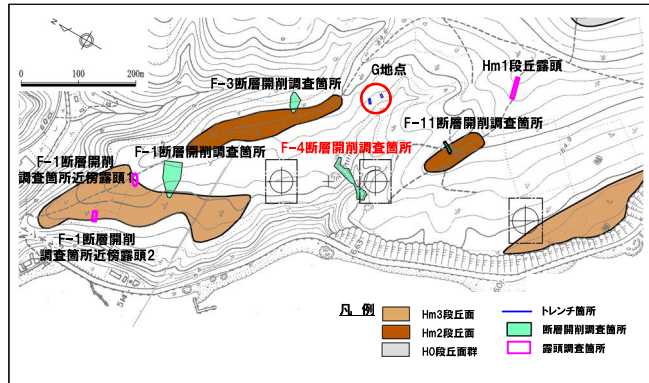 N
0 100 200m
F-3断層開削調査箇所
G地点
Hm1段丘露頭
F-11断層開削調査箇所
F-4断層開削調査箇所
F-1断層開削調査箇所
F-1断層開削
調査箇所近傍露頭1
F-1断層開削
調査箇所近傍露頭2
64.9
凡 例
Hm3段丘面
Hm2段丘面
H0段丘面群
トレンチ箇所
断層開削調査箇所
露頭調査箇所